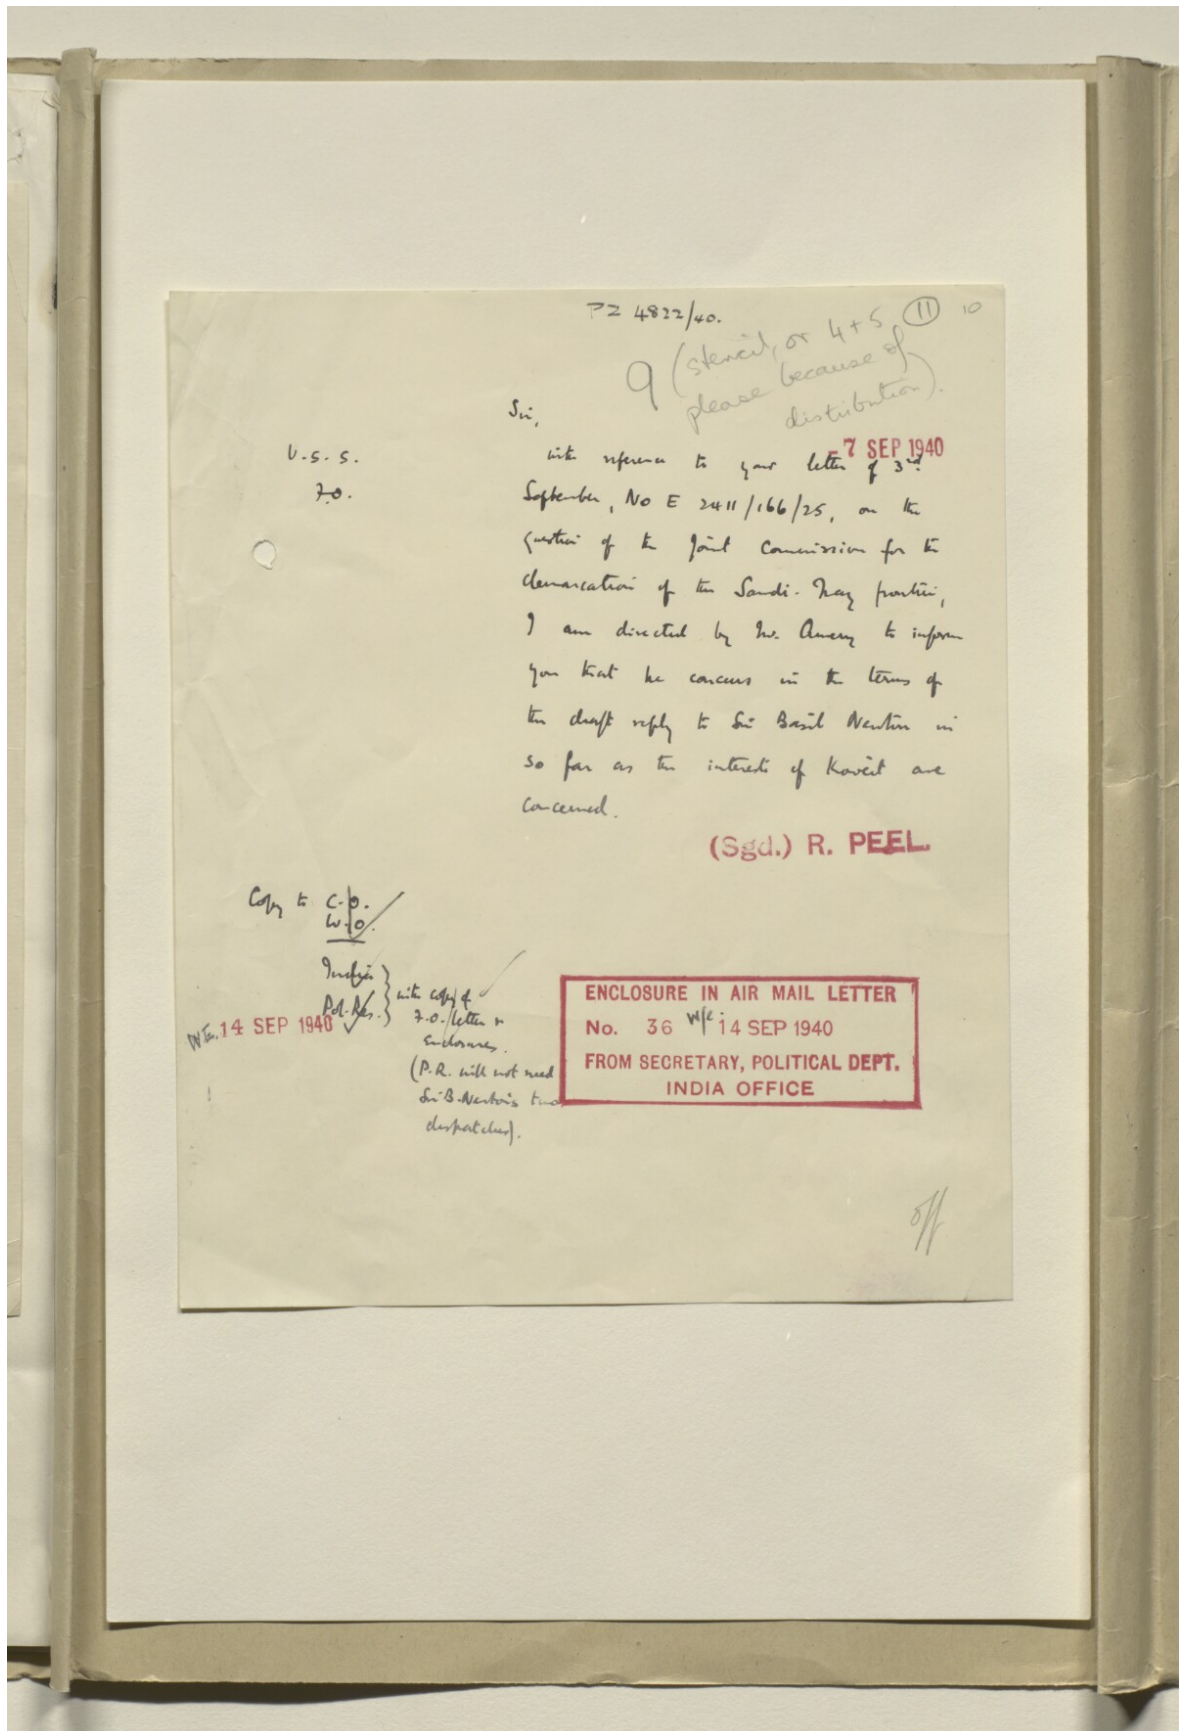 PZ 4822/40.
11 10
9 (stencil, or 4+5
please because of
distribution).
Sir,
-7 SEP 1940
U.S.S.
F.O.
with reference to your letter of 3rd
September, No E 2411/166/25, on the
question of the Joint Commission for the
demarcation of the Saudi-Iraq frontier,
I am directed by Mr. Amery to inform
you that he concurs in the terms of
the draft reply to Sir Basil Newton in
so far as the interests of Koweit are
concerned.
(Sgd.) R. PEEL.
Copy to C.O.
W.O.
India
Pol. Res.
with copy of
F.O. letter &
enclosures.
(P.R. will not need
Sir B. Newton's two
despatches).
14 SEP 1940
ENCLOSURE IN AIR MAIL LETTER
No. 36 W/E. 14 SEP 1940
FROM SECRETARY, POLITICAL DEPT.
INDIA OFFICE